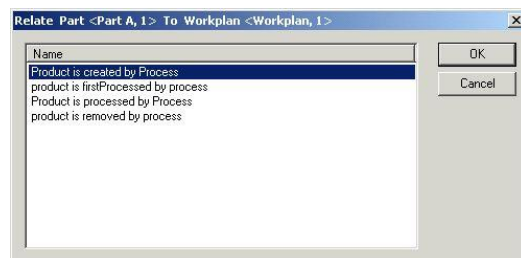 Relate Part <Part A, 1> To Workplan <Workplan, 1>
Name
Product is created by Process
product is firstProcessed by process
Product is processed by Process
product is removed by process
OK
Cancel